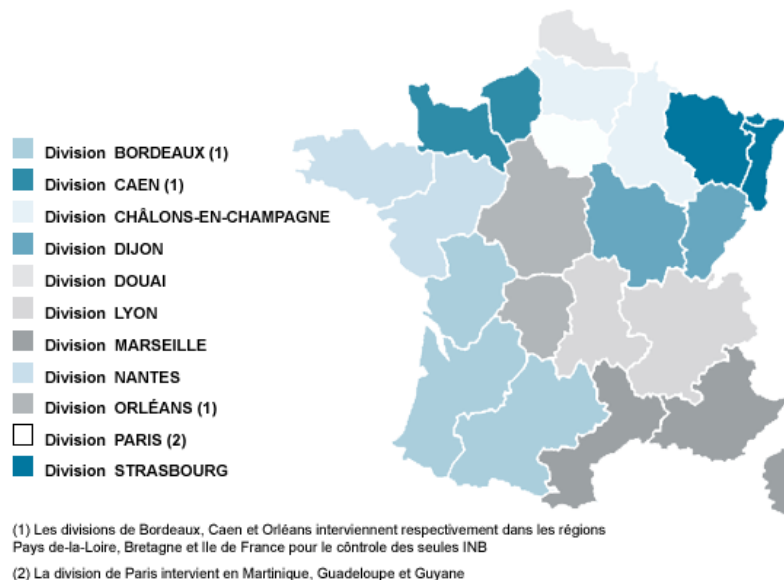 Division BORDEAUX (1)
Division CAEN (1)
Division CHÂLONS-EN-CHAMPAGNE
Division DIJON
Division DOUAI
Division LYON
Division MARSEILLE
Division NANTES
Division ORLÉANS (1)
Division PARIS (2)
Division STRASBOURG
(1) Les divisions de Bordeaux, Caen et Orléans interviennent respectivement dans les régions
Pays de-la-Loire, Bretagne et Ile de France pour le côntrole des seules INB
(2) La division de Paris intervient en Martinique, Guadeloupe et Guyane